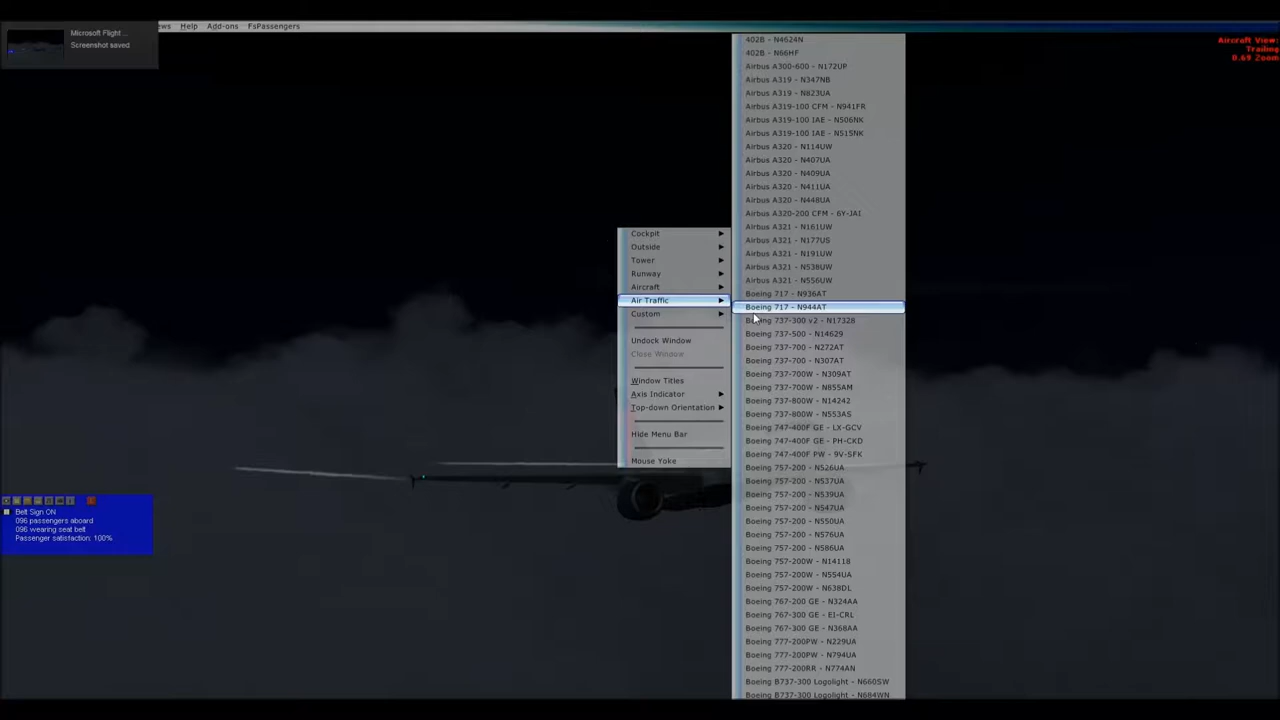 Microsoft Flight ...
Screenshot saved
ews Help Add-ons FsPassengers
Aircraft View:
Trailing
0.69 Zoom
Cockpit
Outside
Tower
Runway
Aircraft
Air Traffic
Custom
Undock Window
Close Window
Window Titles
Axis Indicator
Top-down Orientation
Hide Menu Bar
Mouse Yoke
402B - N4624N
402B - N66HF
Airbus A300-600 - N172UP
Airbus A319 - N347NB
Airbus A319 - N823UA
Airbus A319-100 CFM - N941FR
Airbus A319-100 IAE - N506NK
Airbus A319-100 IAE - N515NK
Airbus A320 - N114UW
Airbus A320 - N407UA
Airbus A320 - N409UA
Airbus A320 - N411UA
Airbus A320 - N448UA
Airbus A320-200 CFM - 6Y-JAI
Airbus A321 - N161UW
Airbus A321 - N177US
Airbus A321 - N191UW
Airbus A321 - N538UW
Airbus A321 - N556UW
Boeing 717 - N936AT
Boeing 717 - N944AT
Boeing 737-300 v2 - N17328
Boeing 737-500 - N14629
Boeing 737-700 - N272AT
Boeing 737-700 - N307AT
Boeing 737-700W - N309AT
Boeing 737-700W - N855AM
Boeing 737-800W - N14242
Boeing 737-800W - N553AS
Boeing 747-400F GE - LX-GCV
Boeing 747-400F GE - PH-CKD
Boeing 747-400F PW - 9V-SFK
Boeing 757-200 - N526UA
Boeing 757-200 - N537UA
Boeing 757-200 - N539UA
Boeing 757-200 - N547UA
Boeing 757-200 - N550UA
Boeing 757-200 - N576UA
Boeing 757-200 - N586UA
Boeing 757-200W - N14118
Boeing 757-200W - N554UA
Boeing 757-200W - N638DL
Boeing 767-200 GE - N324AA
Boeing 767-300 GE - EI-CRL
Boeing 767-300 GE - N368AA
Boeing 777-200PW - N229UA
Boeing 777-200PW - N794UA
Boeing 777-200RR - N774AN
Boeing B737-300 Logolight - N660SW
Boeing B737-300 Logolight - N684WN
Belt Sign ON
096 passengers aboard
096 wearing seat belt
Passenger satisfaction: 100%